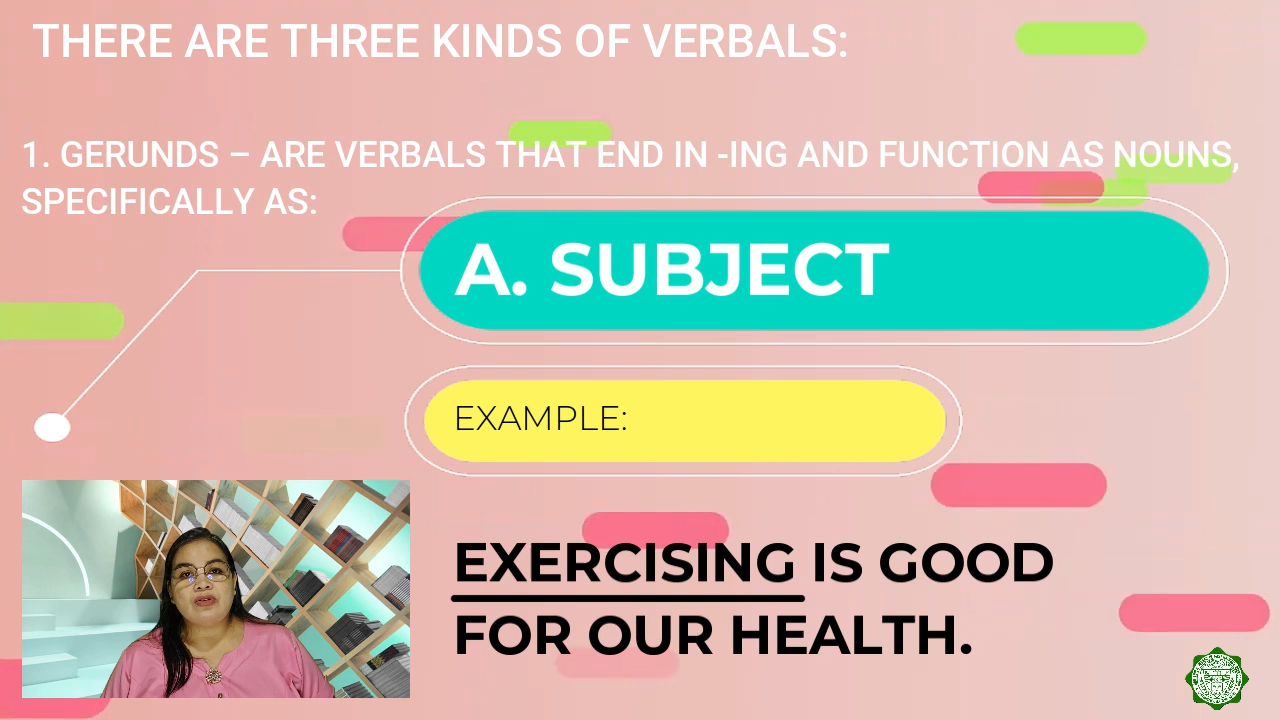 THERE ARE THREE KINDS OF VERBALS:
1. GERUNDS – ARE VERBALS THAT END IN -ING AND FUNCTION AS NOUNS,
SPECIFICALLY AS:
A. SUBJECT
EXAMPLE:
EXERCISING IS GOOD
FOR OUR HEALTH.